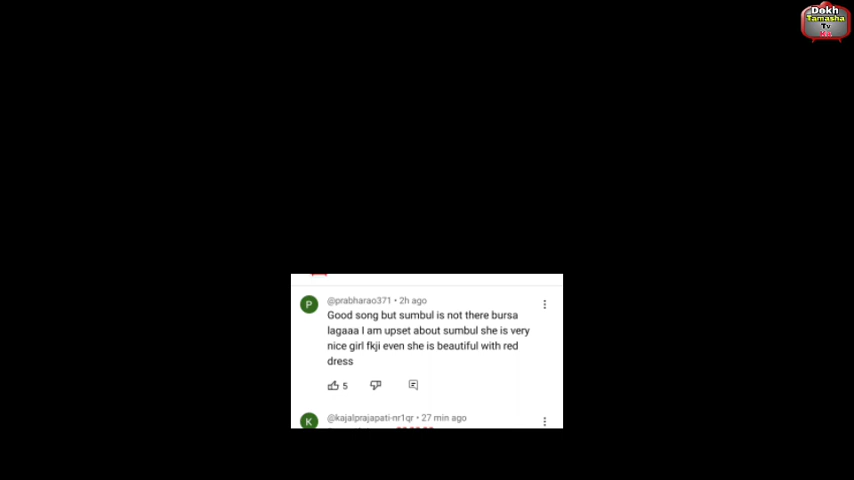 Dekh
Tamasha
Tv
@prabharao371 • 2h ago
Good song but sumbul is not there bursa
lagaaa I am upset about sumbul she is very
nice girl fkji even she is beautiful with red
dress
5
@kajalprajapati-nr1qr • 27 min ago